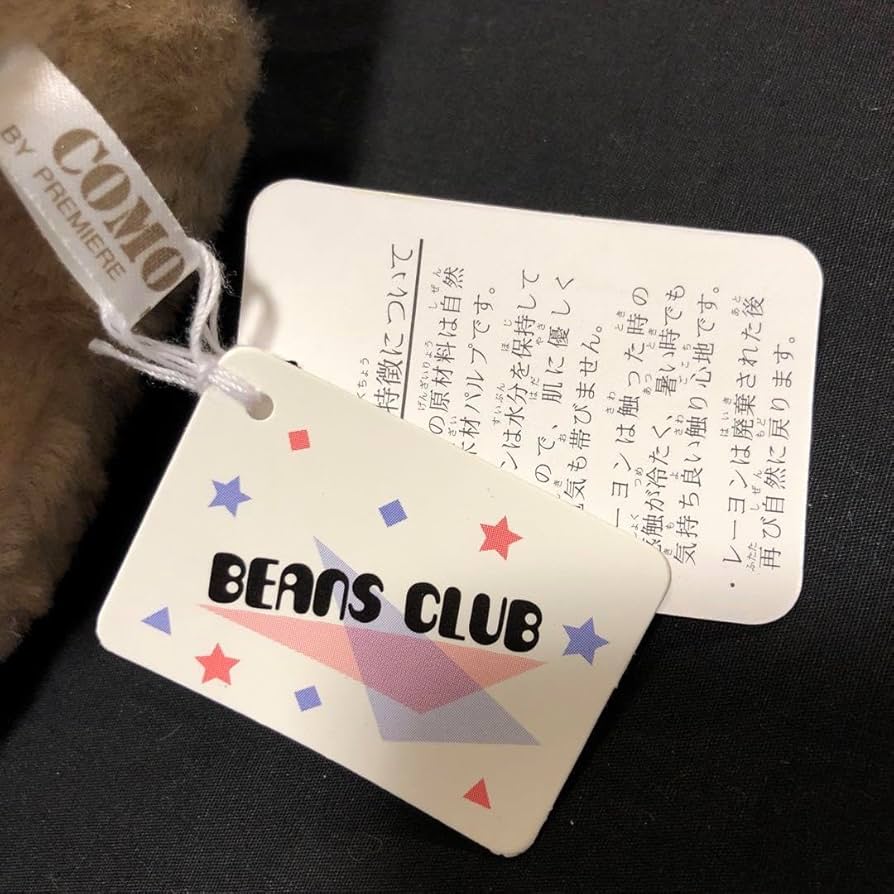 COMO
BY PREMIERE
BEANS CLUB
特徴について
の原材料は自然
木材パルプです。
ンは水分を保持して
ので、肌に優しく
気も帯びません。
ーヨンは触った時の
感触が冷たく、暑い時でも
気持ち良い触り心地です。
・レーヨンは廃棄された後
再び自然に戻ります。